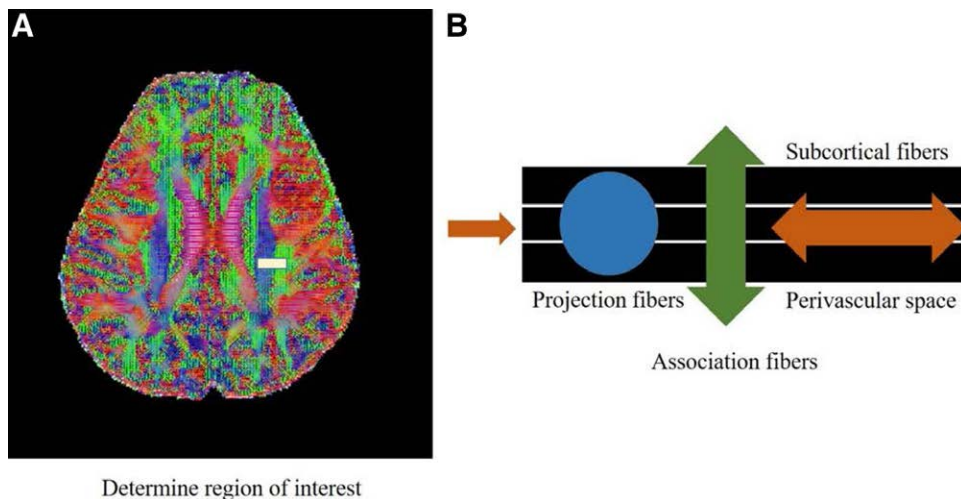 A
Determine region of interest
B
Subcortical fibers
Projection fibers
Perivascular space
Association fibers